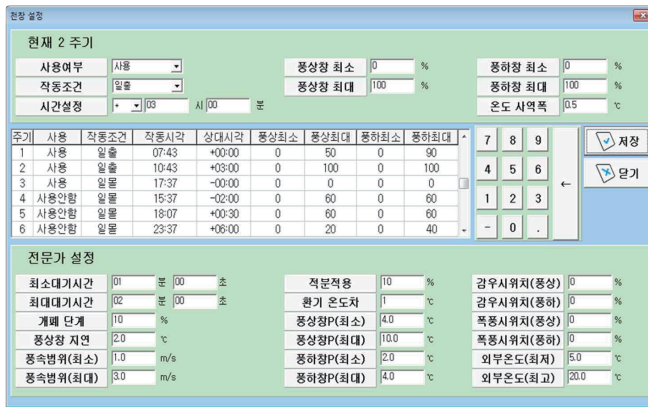 천창 설정
현재 2 주기
사용여부 사용 풍상창 최소 0 % 풍하창 최소 0 %
작동조건 일출 풍상창 최대 100 % 풍하창 최대 100 %
시간설정 + 03 시 00 분 온도 사역폭 0.5 ℃
주기 사용 작동조건 작동시각 상대시각 풍상최소 풍상최대 풍하최소 풍하최대
1 사용 일출 07:43 +00:00 0 50 0 90
2 사용 일출 10:43 +03:00 0 100 0 100
3 사용 일몰 17:37 -00:00 0 0 0 0
4 사용안함 일몰 15:37 -02:00 0 60 0 60
5 사용안함 일몰 18:07 +00:30 0 60 0 60
6 사용안함 일몰 23:37 +06:00 0 20 0 40
7 8 9
4 5 6
1 2 3
- 0 .
←
저장
닫기
전문가 설정
최소대기시간 01 분 00 초 적분적용 10 % 감우시위치(풍상) 0 %
최대대기시간 02 분 00 초 환기 온도차 1 ℃ 감우시위치(풍하) 0 %
개폐 단계 10 % 풍상창P(최소) 4.0 ℃ 폭풍시위치(풍상) 0 %
풍상창 지연 2.0 ℃ 풍상창P(최대) 10.0 ℃ 폭풍시위치(풍하) 0 %
풍속범위(최소) 1.0 m/s 풍하창P(최소) 2.0 ℃ 외부온도(최저) 5.0 ℃
풍속범위(최대) 3.0 m/s 풍하창P(최대) 4.0 ℃ 외부온도(최고) 20.0 ℃